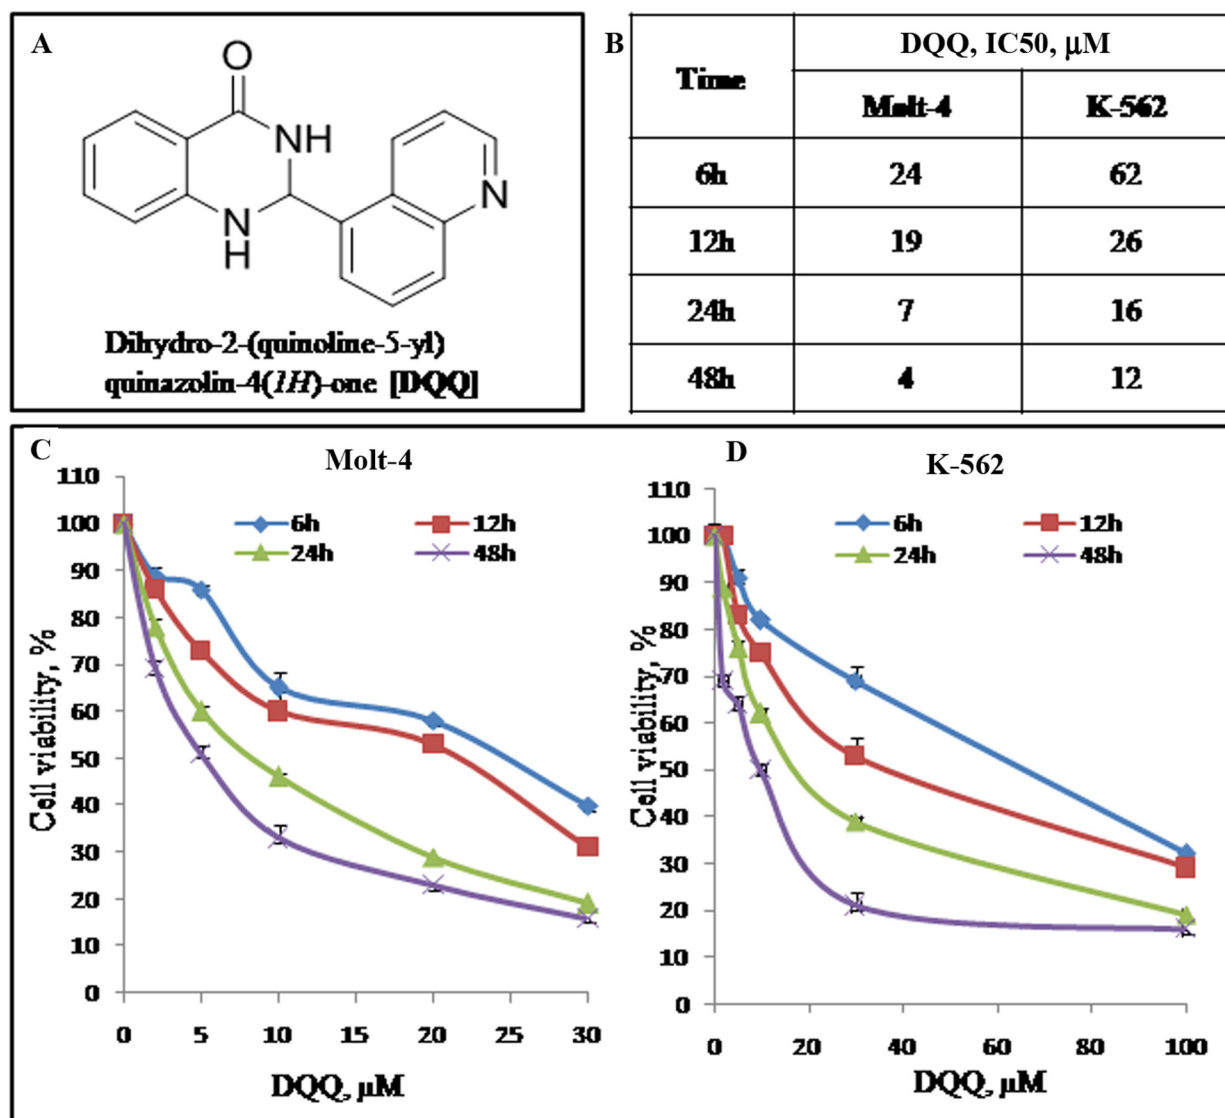 A
O
NH
N
H
N
Dihydro-2-(quinoline-5-yl)
quinazolin-4(1H)-one [DQQ]
B
Time
DQQ, IC50, μM
Molt-4
K-562
6h
24
62
12h
19
26
24h
7
16
48h
4
12
C
Molt-4
110
100
90
80
70
60
50
40
30
20
10
0
Cell viability, %
6h
12h
24h
48h
0
5
10
15
20
25
30
DQQ, μM
D
K-562
110
100
90
80
70
60
50
40
30
20
10
0
Cell viability, %
6h
12h
24h
48h
0
20
40
60
80
100
DQQ, μM